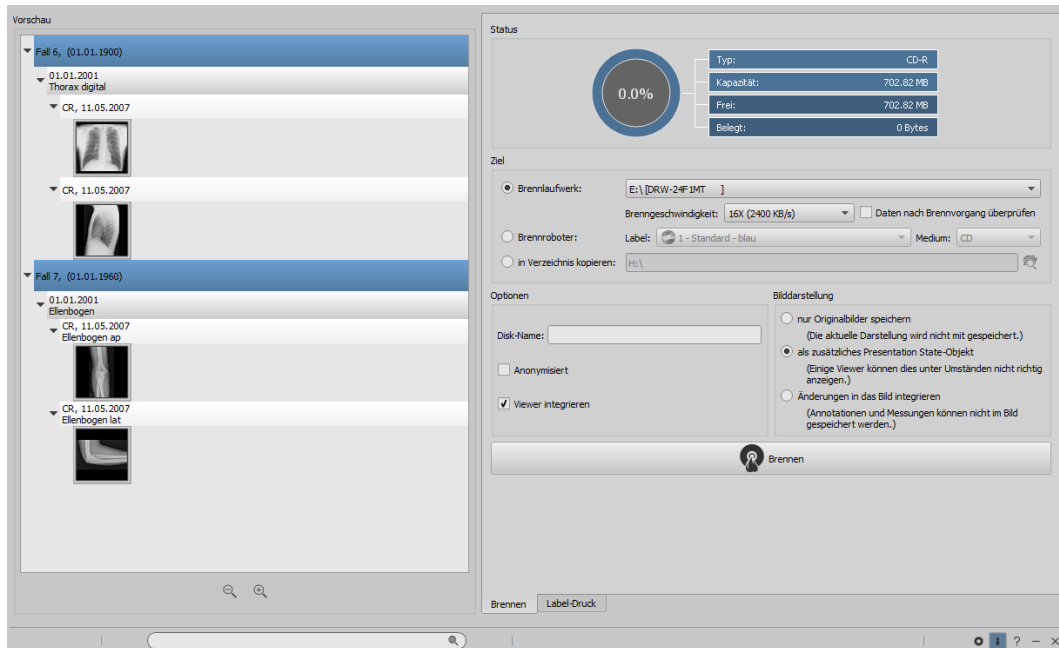 Vorschau
Fall 6, (01.01.1900)
01.01.2001
Thorax digital
CR, 11.05.2007
CR, 11.05.2007
Fall 7, (01.01.1960)
01.01.2001
Ellenbogen
CR, 11.05.2007
Ellenbogen ap
CR, 11.05.2007
Ellenbogen lat
Status
0.0%
Typ: CD-R
Kapazität: 702.82 MB
Frei: 702.82 MB
Belegt: 0 Bytes
Ziel
Brennlaufwerk: E:\ [DRW-24F1MT ]
Brenngeschwindigkeit: 16X (2400 KB/s) Daten nach Brennvorgang überprüfen
Brennroboter: Label: 1 - Standard - blau Medium: CD
in Verzeichnis kopieren: H:\
Optionen
Disk-Name:
Anonymisiert
Viewer integrieren
Bilddarstellung
nur Originalbilder speichern
(Die aktuelle Darstellung wird nicht mit gespeichert.)
als zusätzliches Presentation State-Objekt
(Einige Viewer können dies unter Umständen nicht richtig
anzeigen.)
Änderungen in das Bild integrieren
(Annotationen und Messungen können nicht im Bild
gespeichert werden.)
Brennen
Brennen Label-Druck